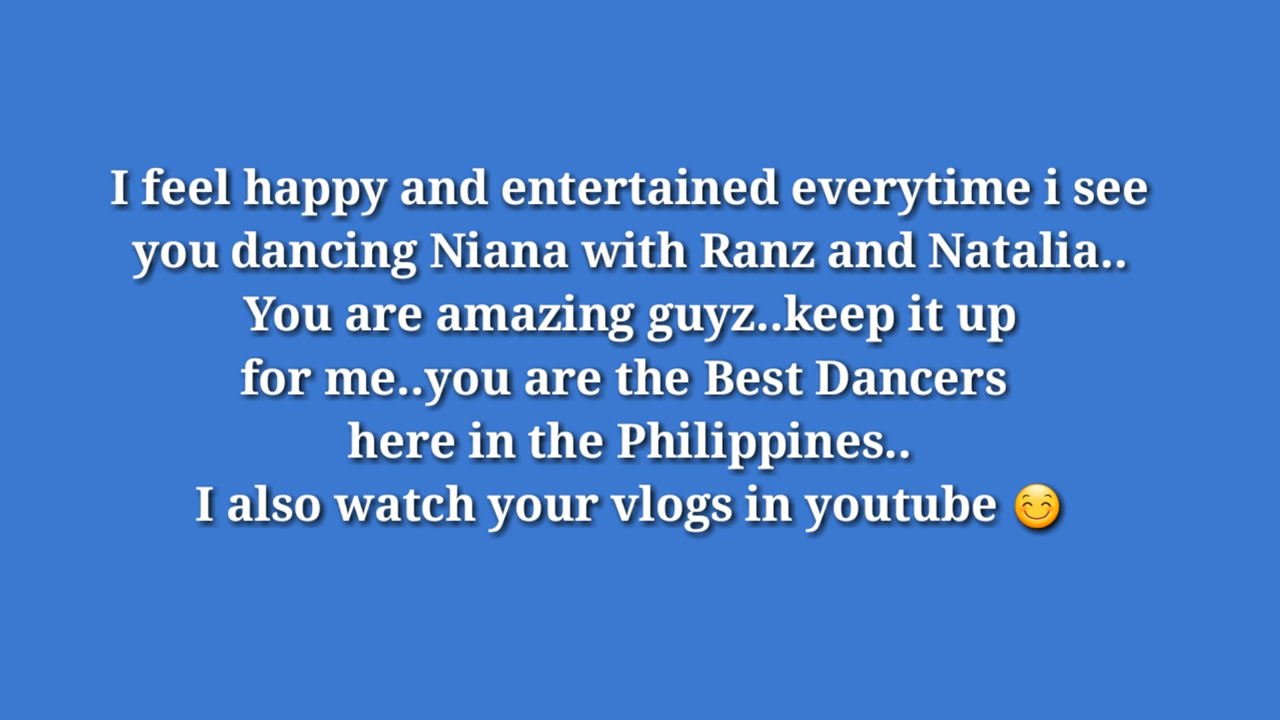 I feel happy and entertained everytime i see
you dancing Niana with Ranz and Natalia..
You are amazing guyz..keep it up
for me..you are the Best Dancers
here in the Philippines..
I also watch your vlogs in youtube 😊